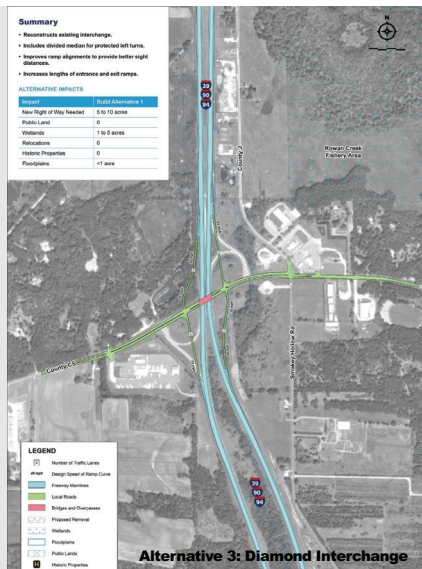 Summary
• Reconstructs existing interchange.
• Includes divided median for protected left turns.
• Improves ramp alignments to provide better sight
distances.
• Increases lengths of entrance and exit ramps.
ALTERNATIVE IMPACTS
Impact Build Alternative 1
New Right of Way Needed 5 to 10 acres
Public Land 0
Wetlands 1 to 5 acres
Relocations 0
Historic Properties 0
Floodplains <1 acre
N
39
90
94
County J
Rowan Creek
Fishery Area
County CS
Smokey Hollow Rd
39
90
94
LEGEND
Number of Traffic Lanes
Design Speed of Ramp Curve
Freeway Mainlines
Local Roads
Bridges and Overpasses
Proposed Removal
Wetlands
Floodplains
Public Lands
H Historic Properties
Alternative 3: Diamond Interchange